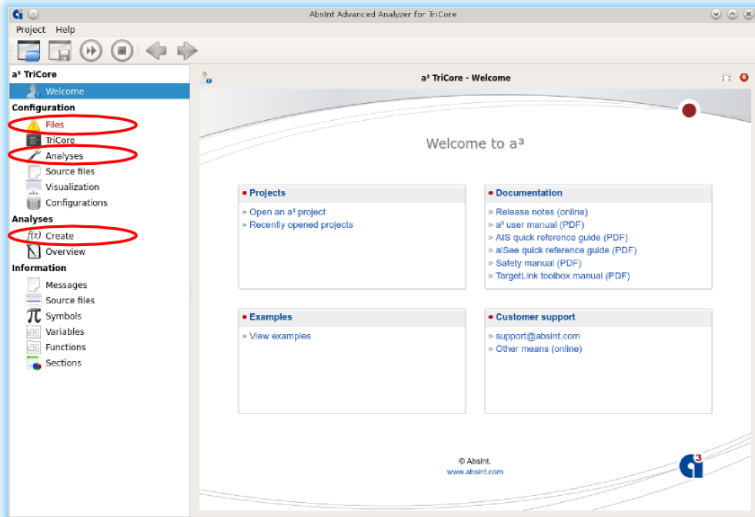 AbsInt Advanced Analyzer for TriCore
Project Help
a³ TriCore
Welcome
Configuration
Files
TriCore
Analyses
Source files
Visualization
Configurations
Analyses
f(x) Create
Overview
Information
Messages
Source files
Symbols
Variables
Functions
Sections
a³ TriCore - Welcome
Welcome to a³
• Projects
» Open an a³ project
» Recently opened projects
• Documentation
» Release notes (online)
» a³ user manual (PDF)
» AIS quick reference guide (PDF)
» aiSee quick reference guide (PDF)
» Safety manual (PDF)
» TargetLink toolbox manual (PDF)
• Examples
» View examples
• Customer support
» support@absint.com
» Other means (online)
© AbsInt.
www.absint.com
a3